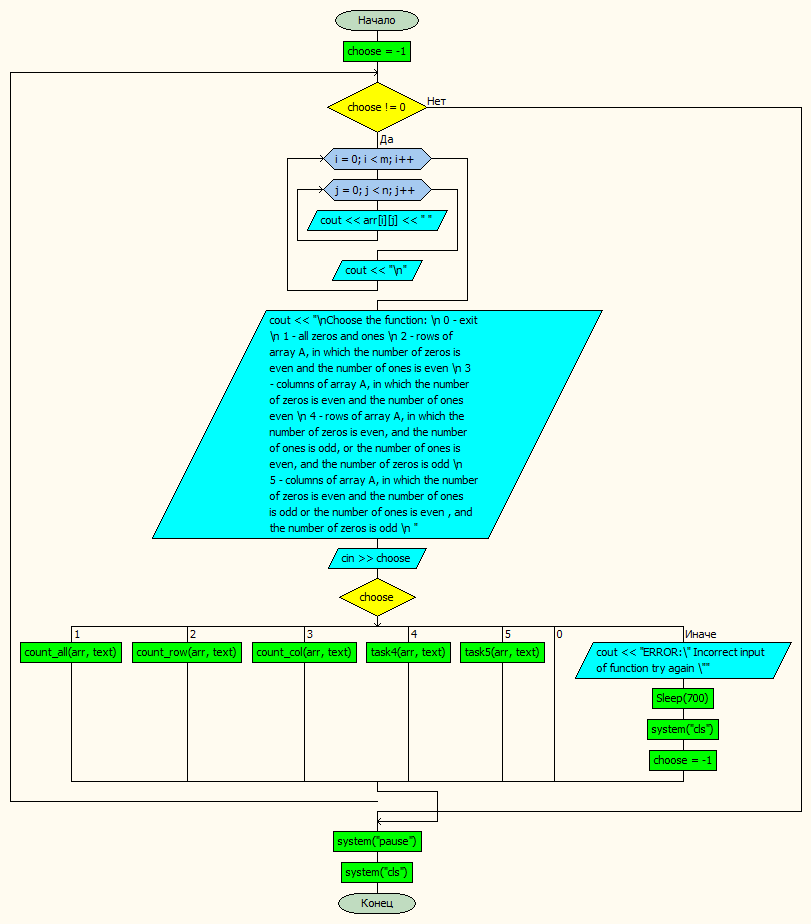 Начало
choose = -1
choose != 0
Нет
Да
i = 0; i < m; i++
j = 0; j < n; j++
cout << arr[i][j] << " "
cout << "\n"
cout << "\nChoose the function: \n 0 - exit
\n 1 - all zeros and ones \n 2 - rows of
array A, in which the number of zeros is
even and the number of ones is even \n 3
- columns of array A, in which the number
of zeros is even and the number of ones
even \n 4 - rows of array A, in which the
number of zeros is even, and the number
of ones is odd, or the number of ones is
even, and the number of zeros is odd \n
5 - columns of array A, in which the number
of zeros is even and the number of ones
is odd or the number of ones is even , and
the number of zeros is odd \n "
cin >> choose
choose
1
2
3
4
5
0
Иначе
count_all(arr, text)
count_row(arr, text)
count_col(arr, text)
task4(arr, text)
task5(arr, text)
cout << "ERROR:\" Incorrect input
of function try again \""
Sleep(700)
system("cls")
choose = -1
system("pause")
system("cls")
Конец